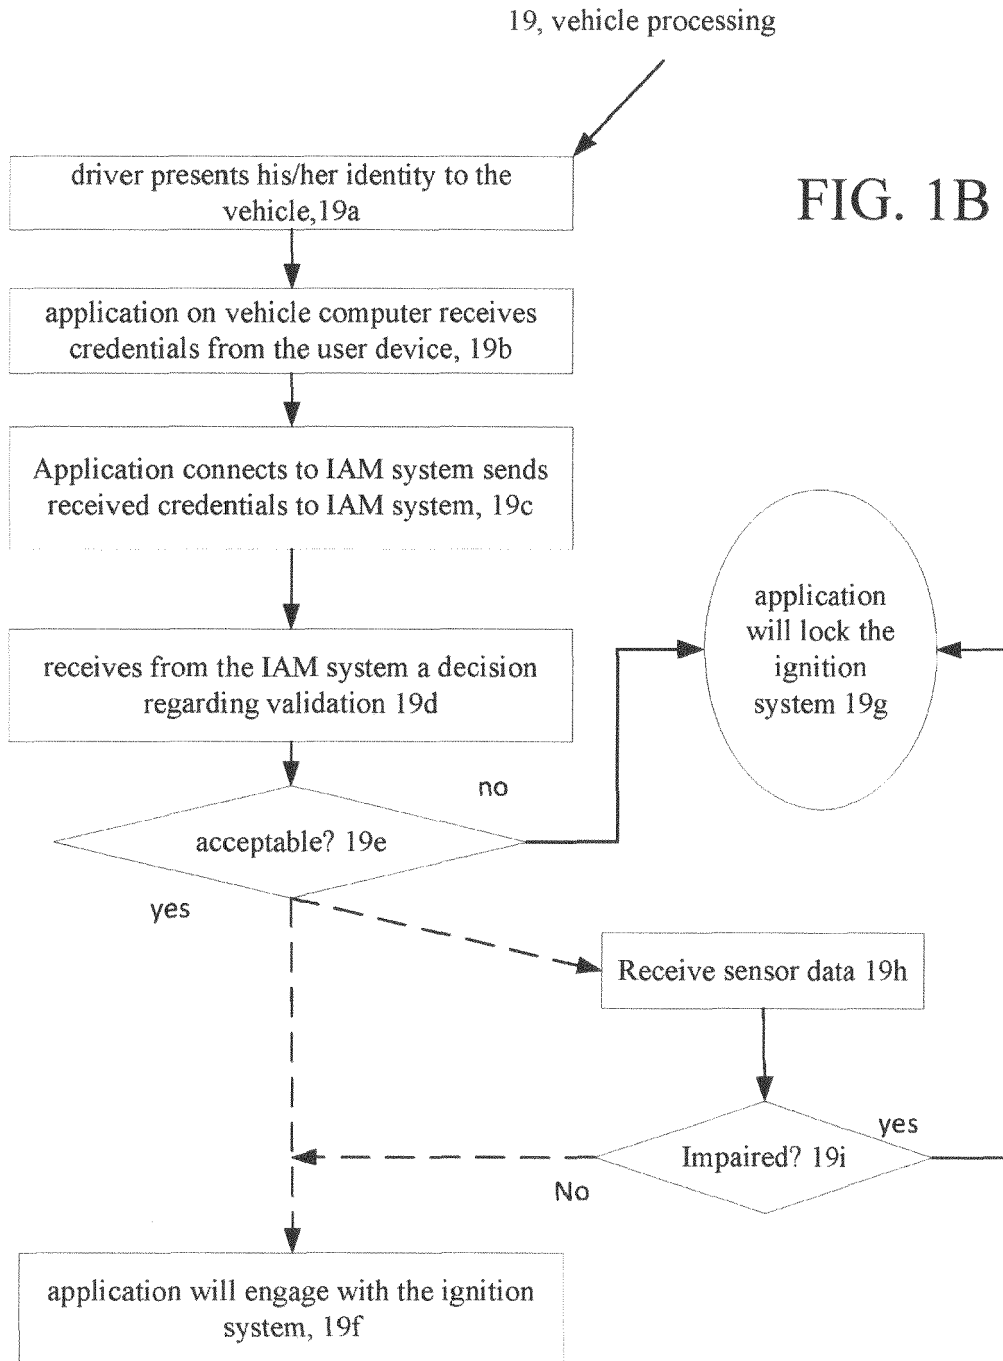 19, vehicle processing
FIG. 1B
driver presents his/her identity to the
vehicle,19a
application on vehicle computer receives
credentials from the user device, 19b
Application connects to IAM system sends
received credentials to IAM system, 19c
receives from the IAM system a decision
regarding validation 19d
application
will lock the
ignition
system 19g
no
acceptable? 19e
yes
Receive sensor data 19h
yes
Impaired? 19i
No
application will engage with the ignition
system, 19f